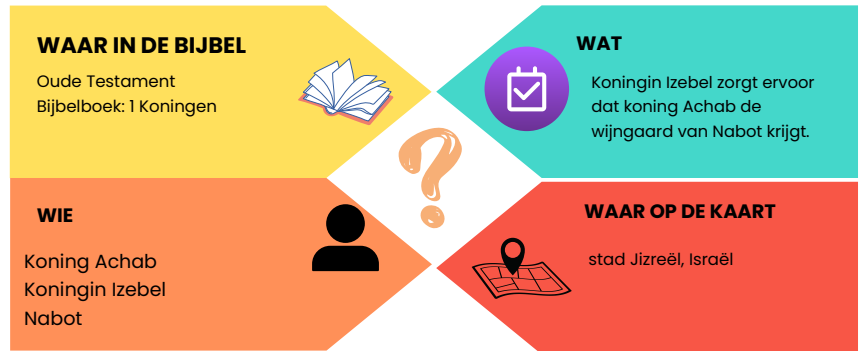 WAAR IN DE BIJBEL
Oude Testament
Bijbelboek: 1 Koningen
WAT
Koningin Izebel zorgt ervoor
dat koning Achab de
wijngaard van Nabot krijgt.
?
WIE
Koning Achab
Koningin Izebel
Nabot
WAAR OP DE KAART
stad Jizreël, Israël